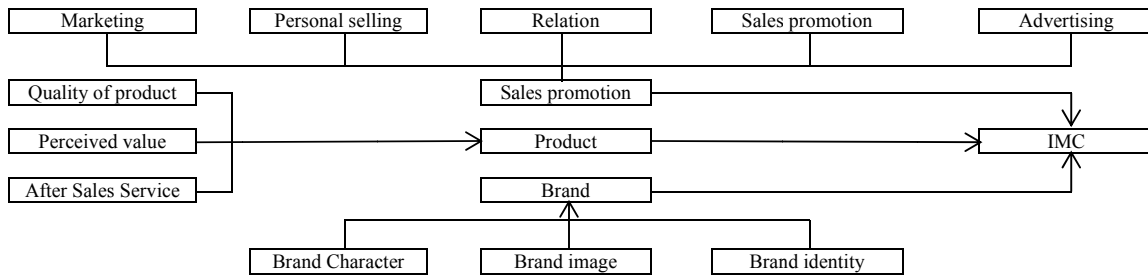 Marketing Personal selling Relation Sales promotion Advertising
Quality of product Sales promotion
Perceived value Product IMC
After Sales Service Brand
Brand Character Brand image Brand identity